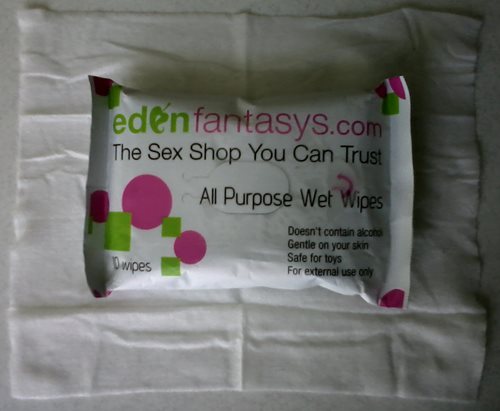 edenfantasys.com
The Sex Shop You Can Trust
All Purpose Wet Wipes
Doesn't contain alcohol
Gentle on your skin
Safe for toys
For external use only
10 wipes